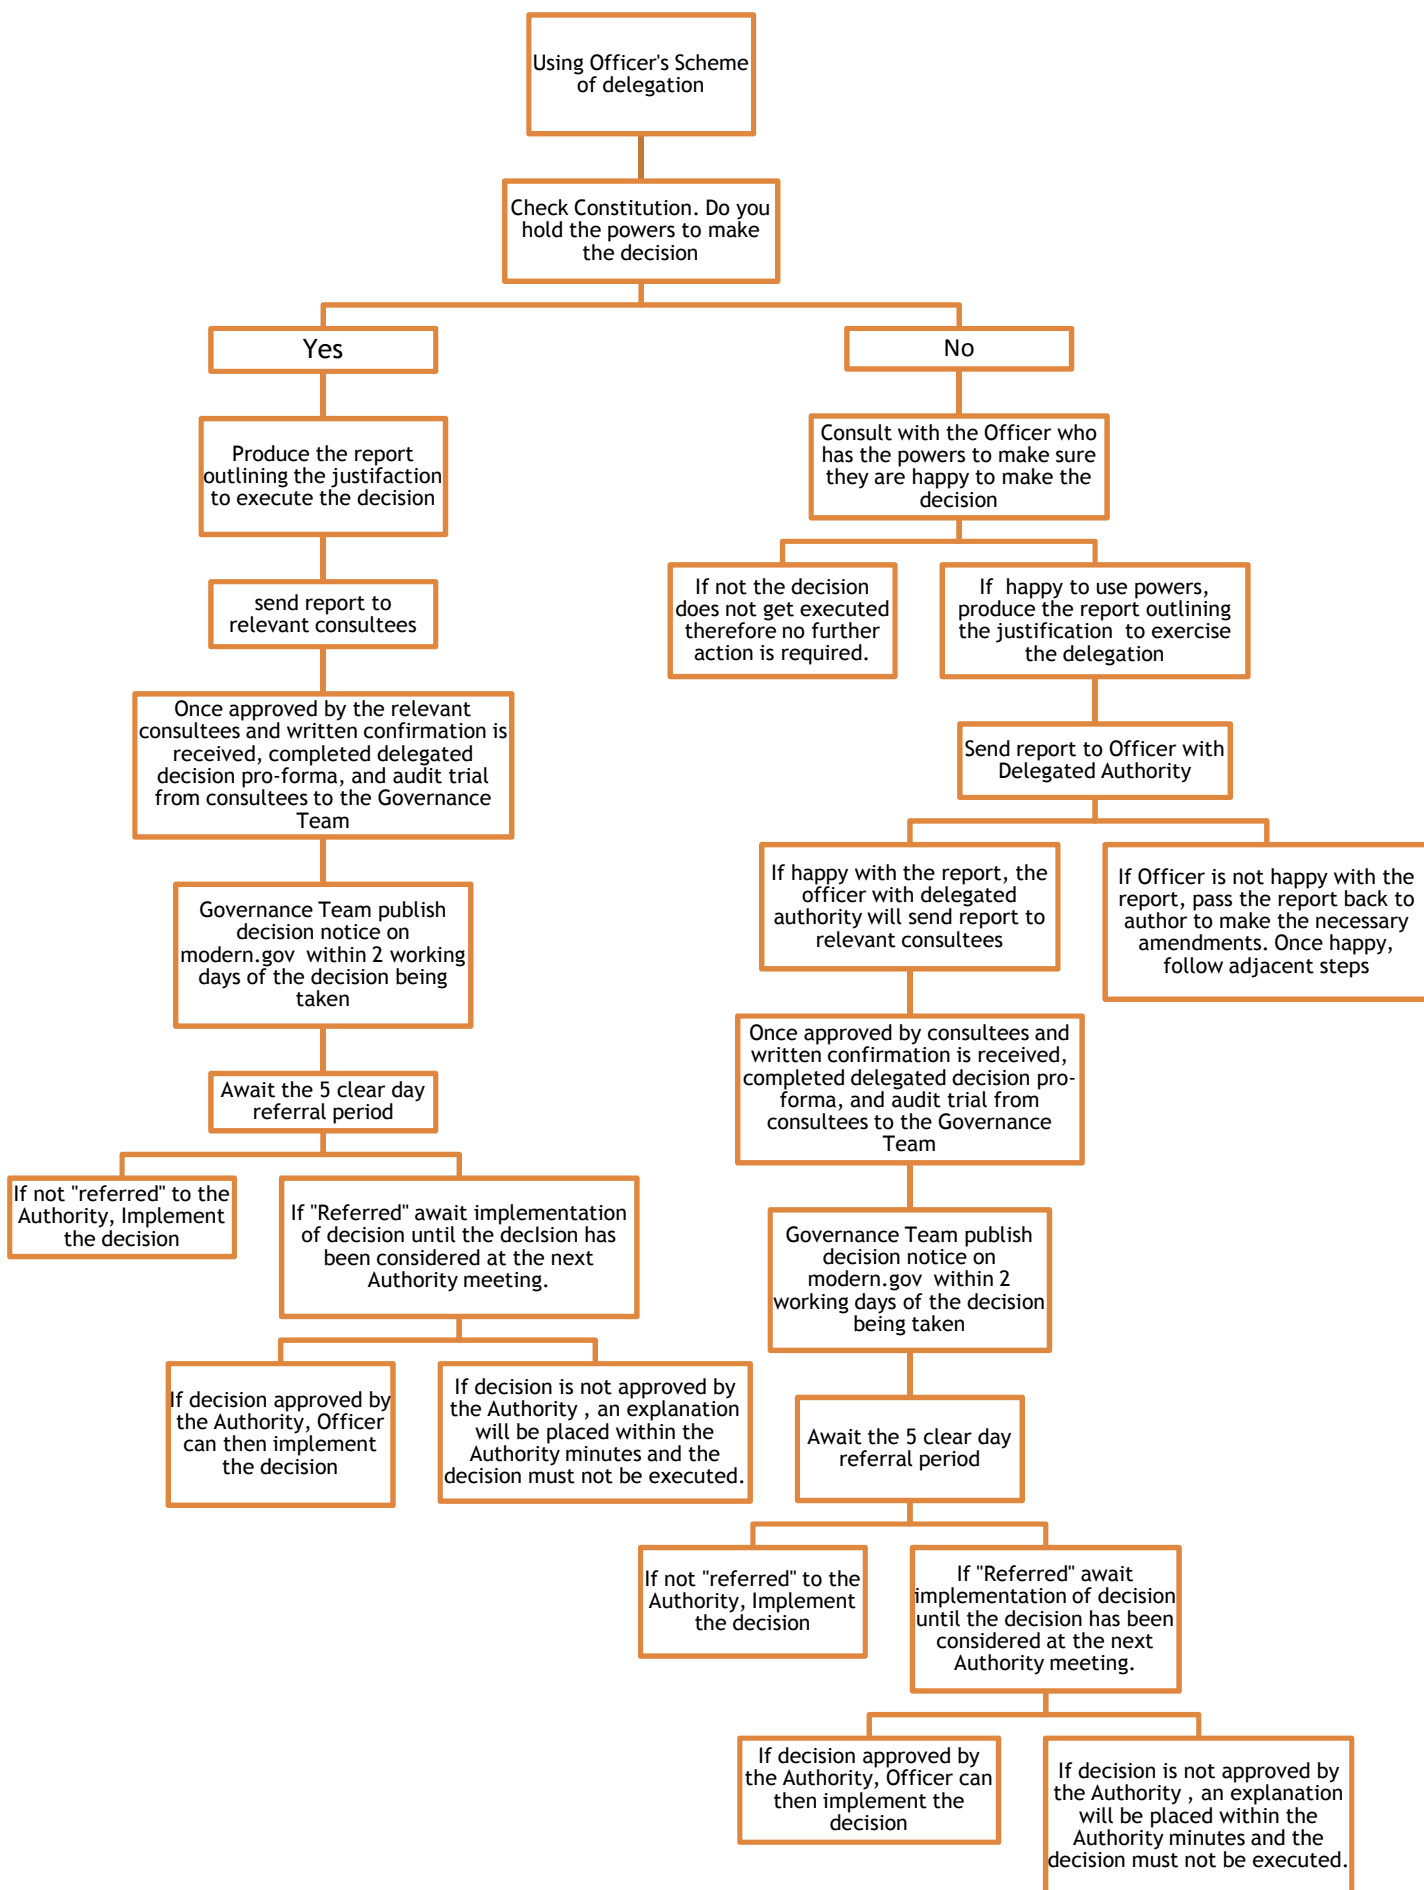 Using Officer's Scheme
of delegation
Check Constitution. Do you
hold the powers to make
the decision
Yes
Produce the report
outlining the justifaction
to execute the decision
send report to
relevant consultees
Once approved by the relevant
consultees and written confirmation is
received, completed delegated
decision pro-forma, and audit trial
from consultees to the Governance
Team
Governance Team publish
decision notice on
modern.gov within 2 working
days of the decision being
taken
Await the 5 clear day
referral period
If not "referred" to the
Authority, Implement
the decision
If "Referred" await implementation
of decision until the decIsion has
been considered at the next
Authority meeting.
If decision approved by
the Authority, Officer
can then implement
the decision
If decision is not approved by
the Authority , an explanation
will be placed within the
Authority minutes and the
decision must not be executed.
No
Consult with the Officer who
has the powers to make sure
they are happy to make the
decision
If not the decision
does not get executed
therefore no further
action is required.
If happy to use powers,
produce the report outlining
the justification to exercise
the delegation
Send report to Officer with
Delegated Authority
If happy with the report, the
officer with delegated
authority will send report to
relevant consultees
If Officer is not happy with the
report, pass the report back to
author to make the necessary
amendments. Once happy,
follow adjacent steps
Once approved by consultees and
written confirmation is received,
completed delegated decision pro-
forma, and audit trial from
consultees to the Governance
Team
Governance Team publish
decision notice on
modern.gov within 2
working days of the decision
being taken
Await the 5 clear day
referral period
If not "referred" to the
Authority, Implement
the decision
If "Referred" await
implementation of decision
until the decision has been
considered at the next
Authority meeting.
If decision approved by
the Authority, Officer can
then implement the
decision
If decision is not approved by
the Authority , an explanation
will be placed within the
Authority minutes and the
decision must not be executed.